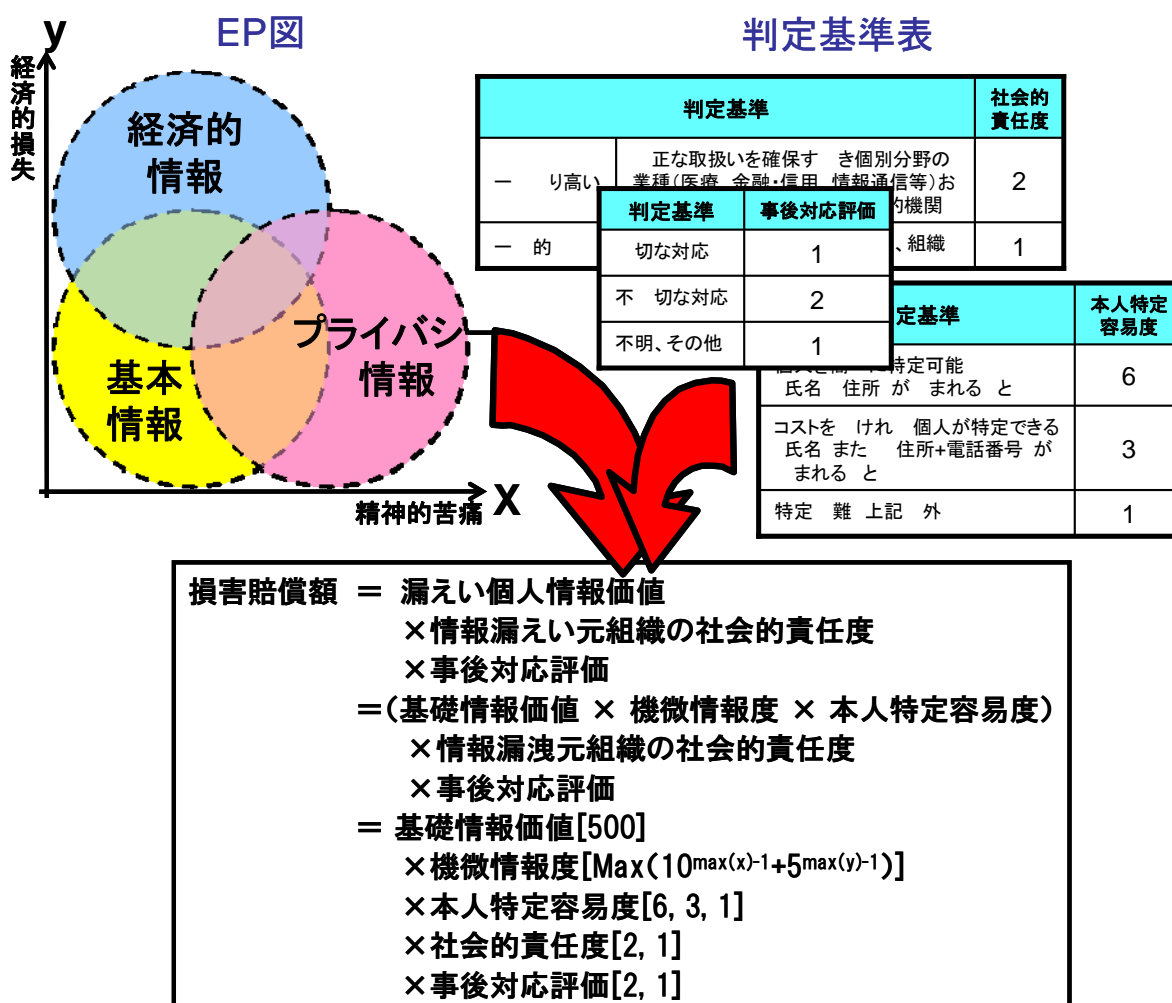 EP図
判定基準表
y
経済的損失
経済的
情報
プライバシ
情報
基本
情報
精神的苦痛
X
判定基準
社会的
責任度
一 り高い
正な取扱いを確保す き個別分野の
業種(医療 金融・信用 情報通信等)お
的機関
2
一 的
、組織
1
判定基準
事後対応評価
切な対応
1
不 切な対応
2
不明、その他
1
定基準
本人特定
容易度
特定可能
氏名 住所 が まれる と
6
コストを けれ 個人が特定できる
氏名 また 住所+電話番号 が
まれる と
3
特定 難 上記 外
1
損害賠償額 = 漏えい個人情報価値
×情報漏えい元組織の社会的責任度
×事後対応評価
=(基礎情報価値 × 機微情報度 × 本人特定容易度)
×情報漏洩元組織の社会的責任度
×事後対応評価
= 基礎情報価値[500]
×機微情報度[Max(10max(x)-1+5max(y)-1)]
×本人特定容易度[6, 3, 1]
×社会的責任度[2, 1]
×事後対応評価[2, 1]